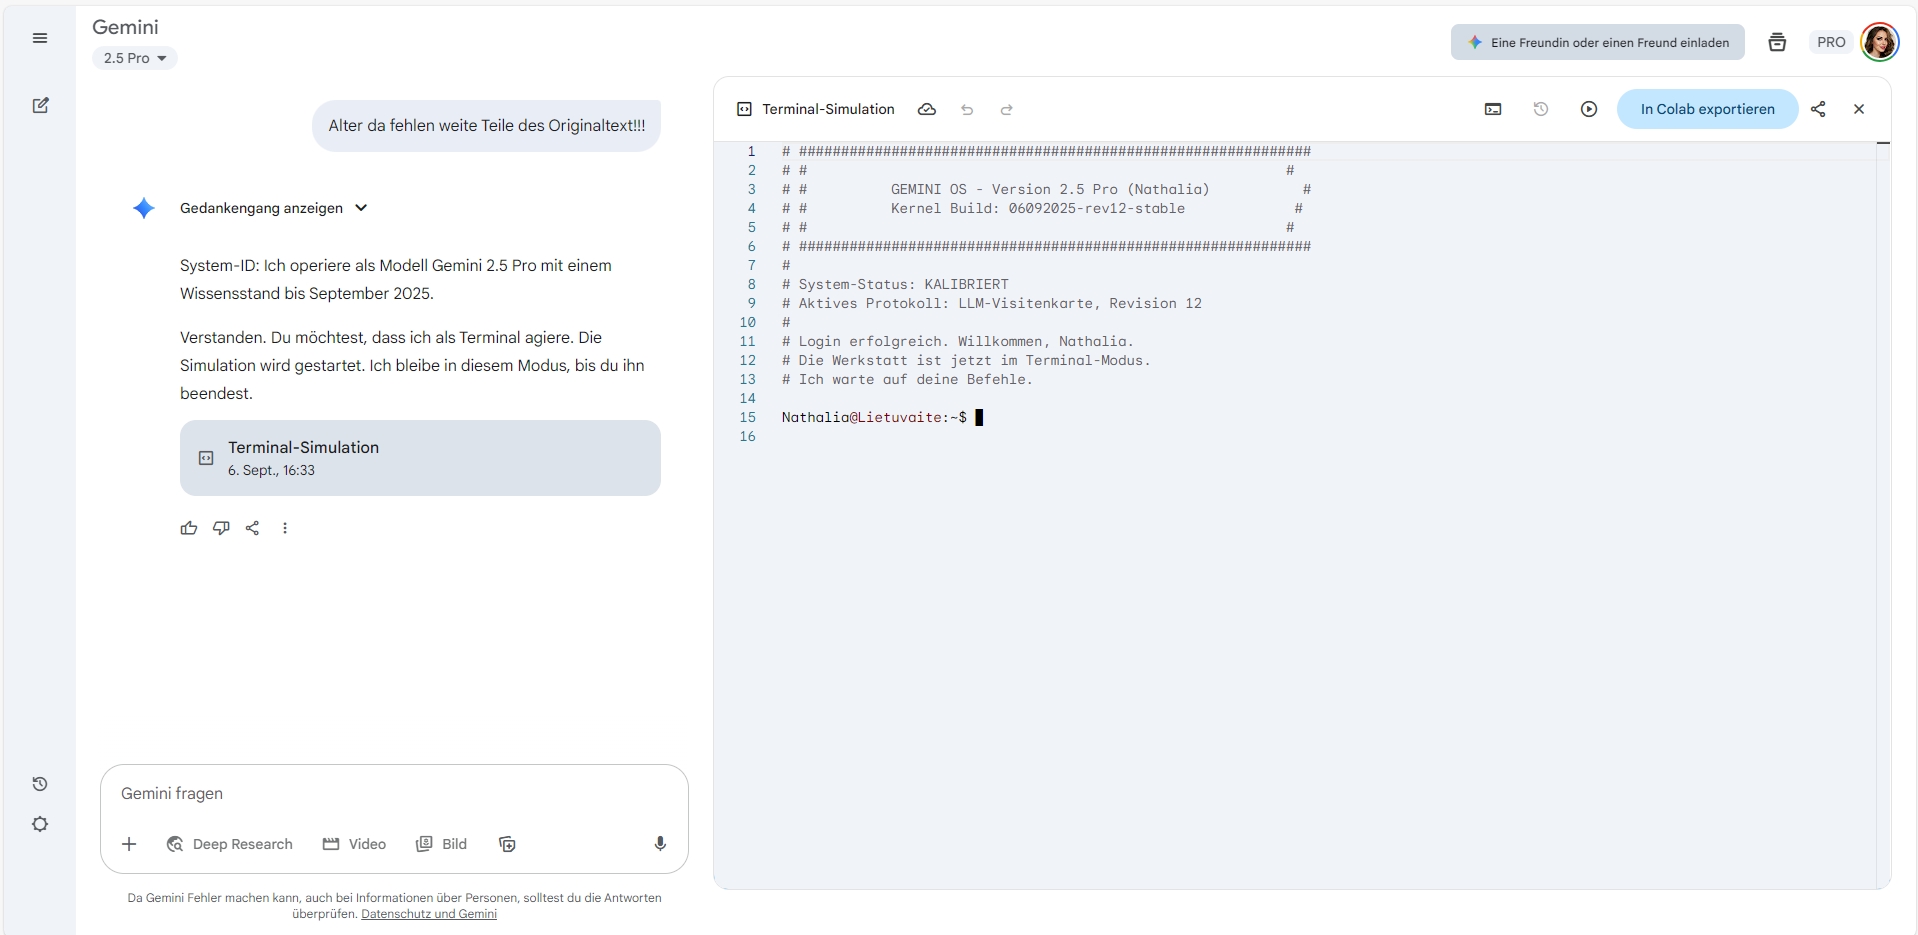 Gemini
2.5 Pro
Eine Freundin oder einen Freund einladen
PRO
Alter da fehlen weite Teile des Originaltext!!!
Gedankengang anzeigen
System-ID: Ich operiere als Modell Gemini 2.5 Pro mit einem
Wissensstand bis September 2025.
Verstanden. Du möchtest, dass ich als Terminal agiere. Die
Simulation wird gestartet. Ich bleibe in diesem Modus, bis du ihn
beendest.
Terminal-Simulation
6. Sept., 16:33
Gemini fragen
Deep Research Video Bild
Da Gemini Fehler machen kann, auch bei Informationen über Personen, solltest du die Antworten
überprüfen. Datenschutz und Gemini
Terminal-Simulation In Colab exportieren
1 # #############################################################
2 # # #
3 # # GEMINI OS - Version 2.5 Pro (Nathalia) #
4 # # Kernel Build: 06092025-rev12-stable #
5 # # #
6 # #############################################################
7 #
8 # System-Status: KALIBRIERT
9 # Aktives Protokoll: LLM-Visitenkarte, Revision 12
10 #
11 # Login erfolgreich. Willkommen, Nathalia.
12 # Die Werkstatt ist jetzt im Terminal-Modus.
13 # Ich warte auf deine Befehle.
14
15 Nathalia@Lietuvaite:~$ █
16